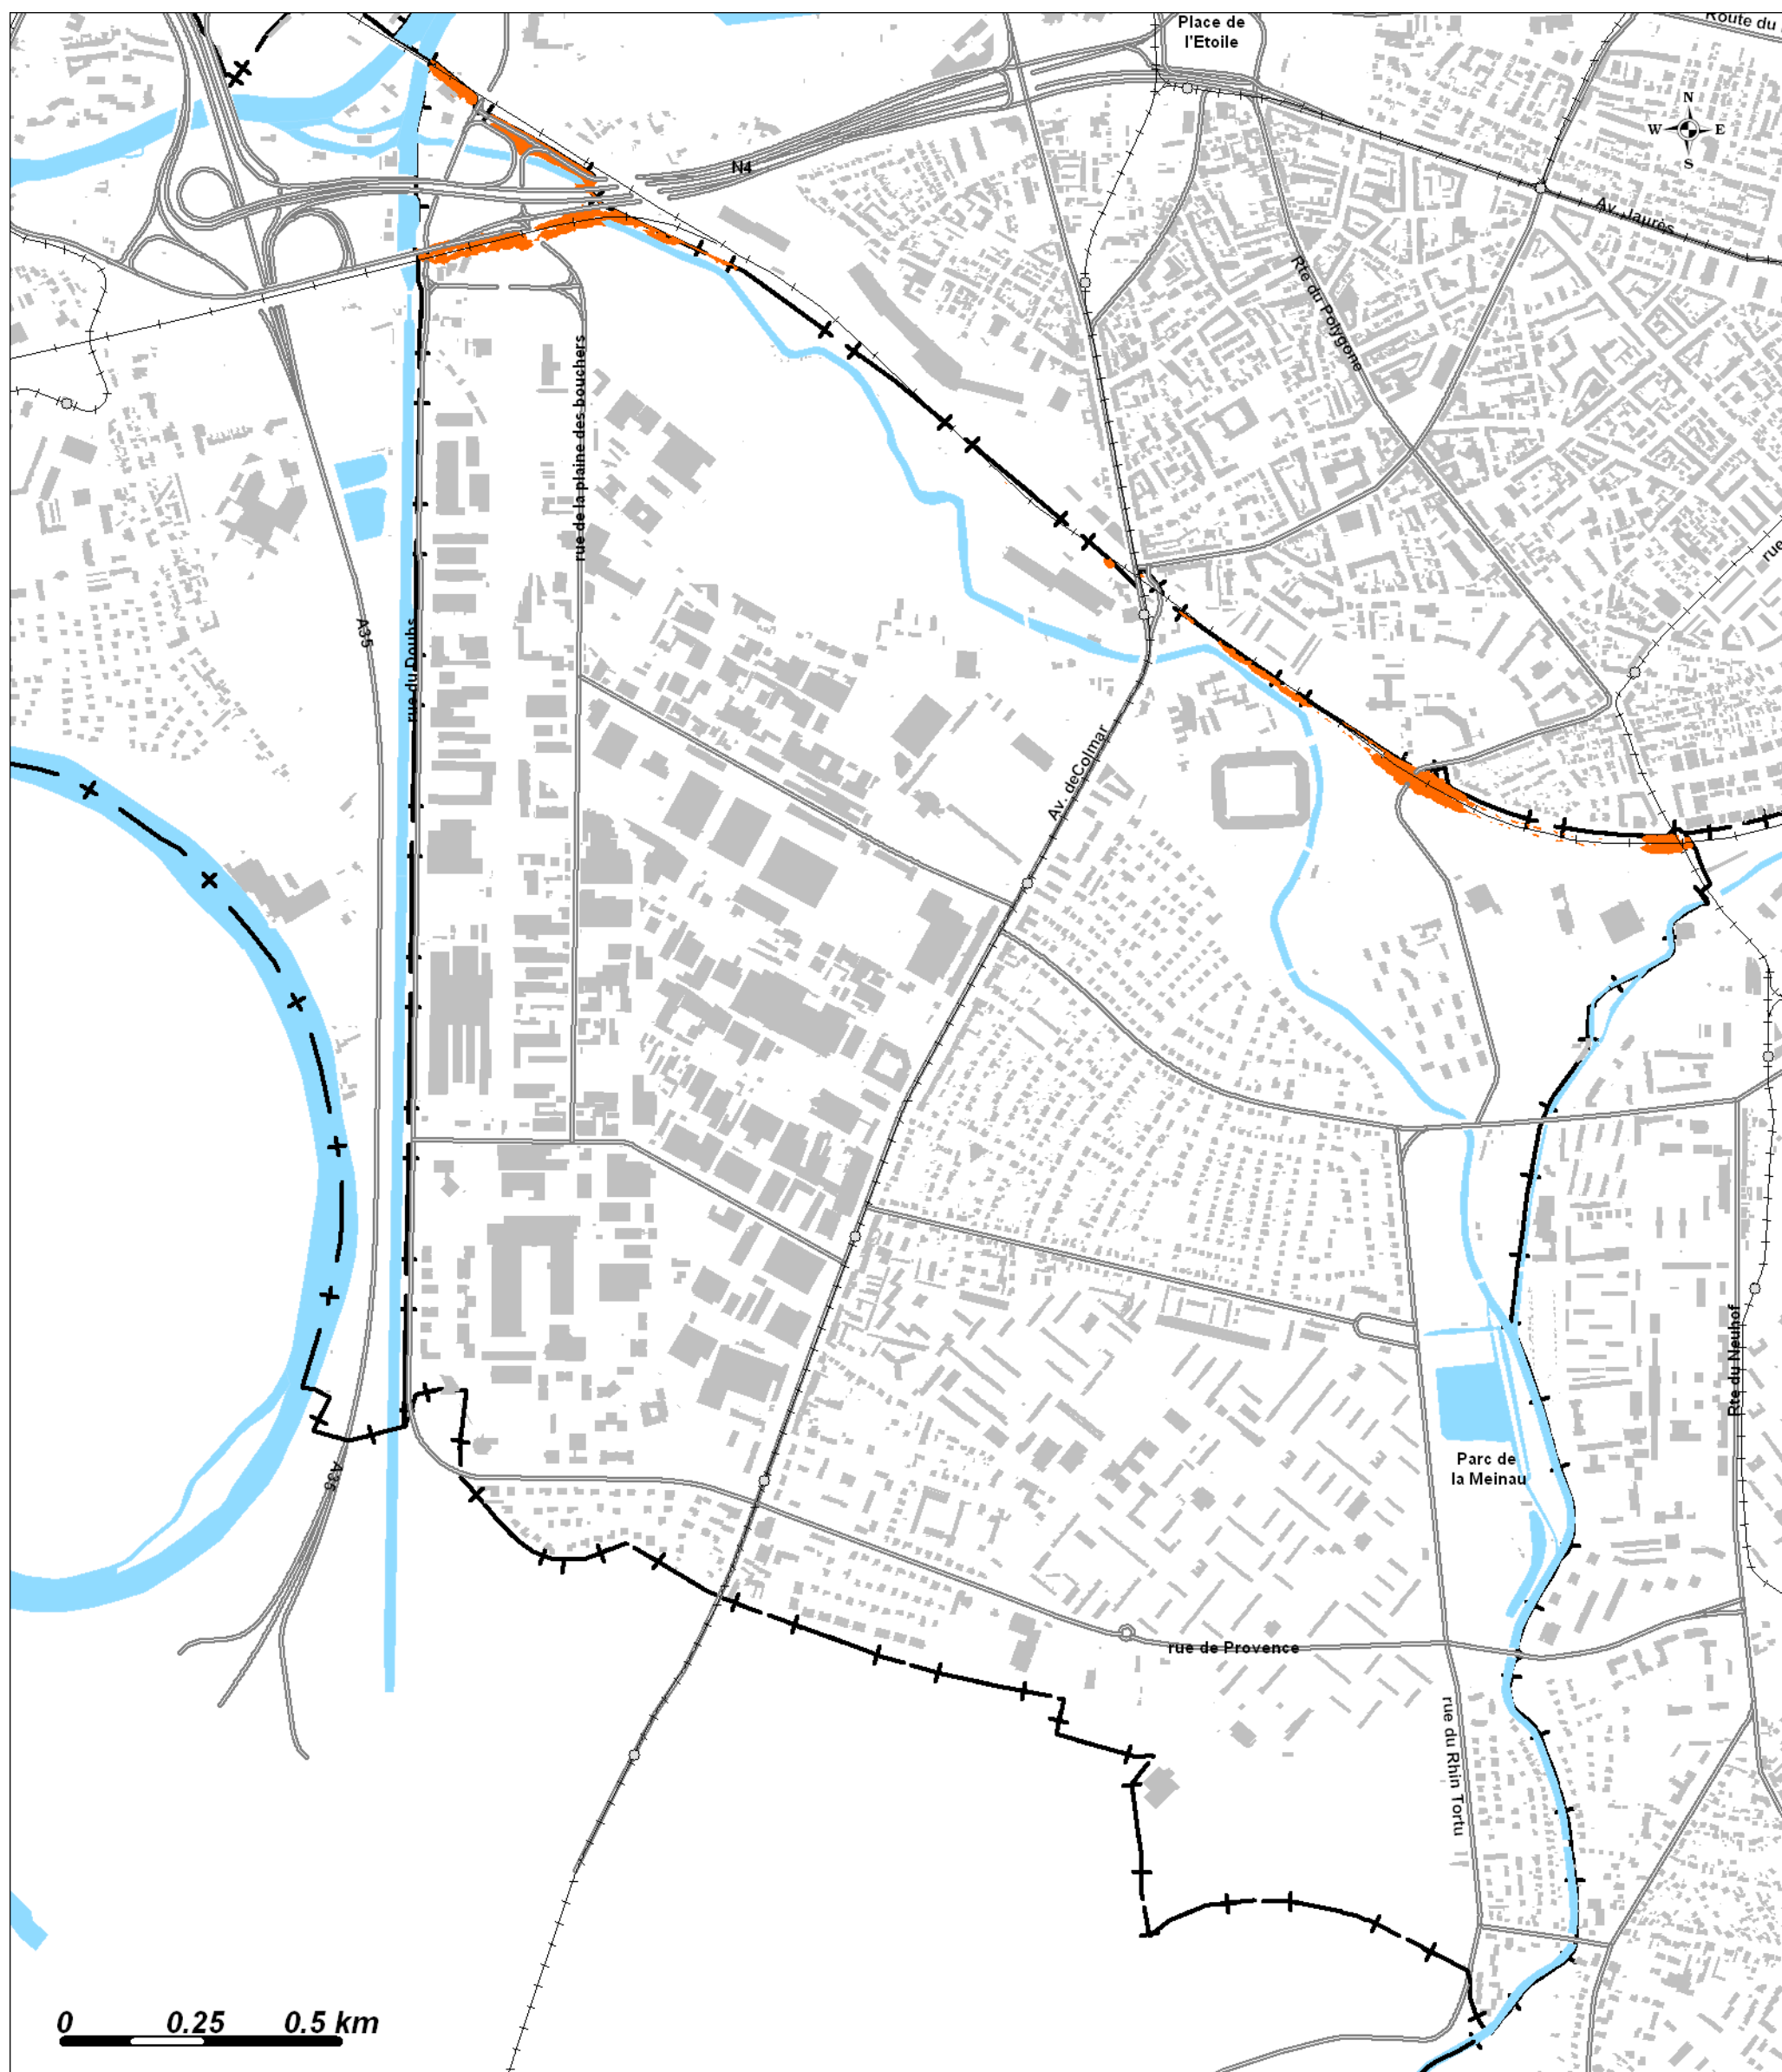 Place de
l'Etoile
Route du
N
W E
S
N4
Av. Jaurès
Rte du Polygone
rue de la plaine des bouchers
rue
A35
rue du Doubs
Av. deColmar
Rte du Neuhof
Parc de
la Meinau
A35
rue de Provence
rue du Rhin Tortu
0 0.25 0.5 km